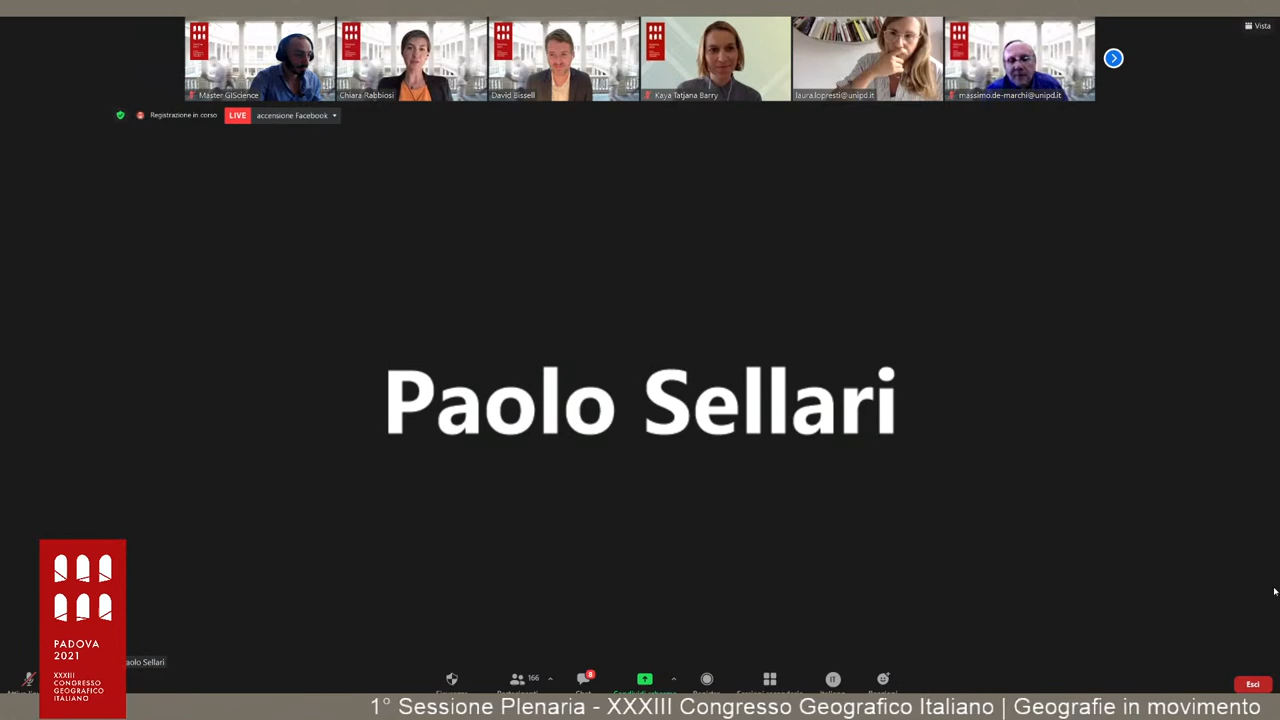 Vista
Master GIScience
Chiara Rabbiosi
David Bissell
Kaya Tatjana Barry
laura.lopresti@unipd.it
massimo.de-marchi@unipd.it
Registrazione in corso
LIVE
accensione Facebook
Paolo Sellari
PADOVA
2021
XXXIII
CONGRESSO
GEOGRAFICO
ITALIANO
aolo Sellari
166
8
IT
Esci
1° Sessione Plenaria - XXXIII Congresso Geografico Italiano | Geografie in movimento